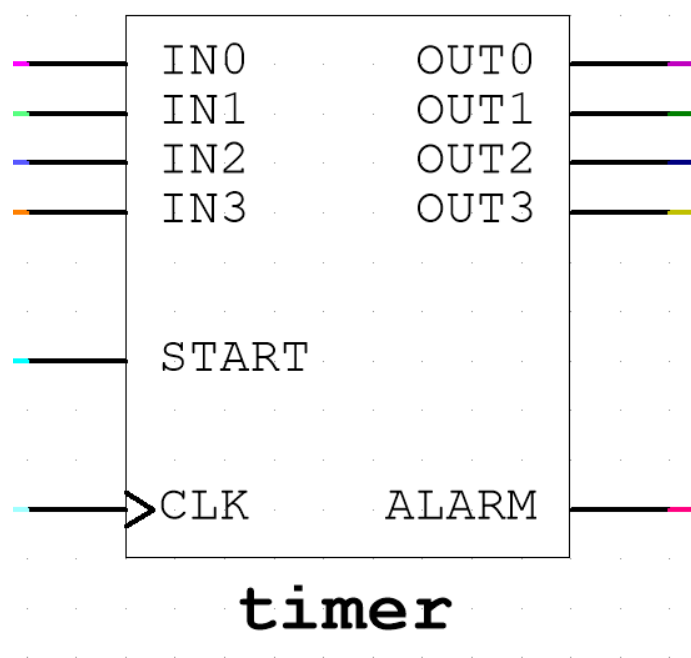 IN0 OUT0
IN1 OUT1
IN2 OUT2
IN3 OUT3
START
CLK ALARM
timer